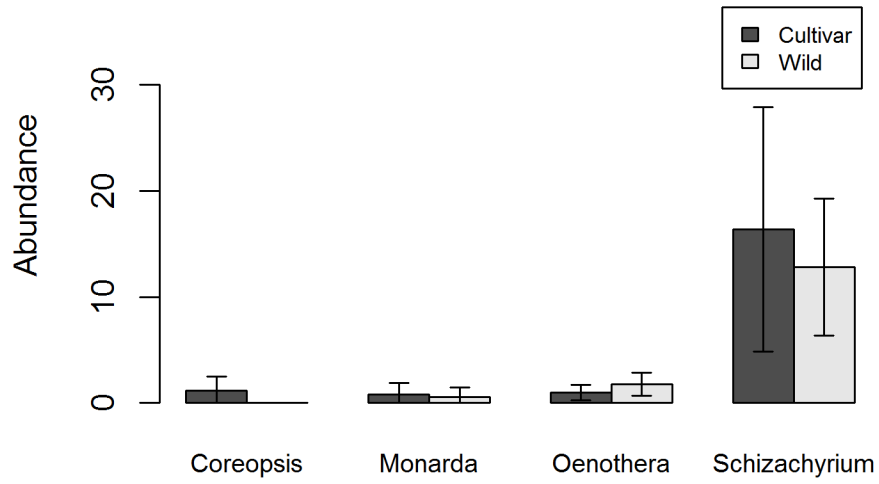 Cultivar
Wild
Abundance
30
20
10
0
Coreopsis Monarda Oenothera Schizachyrium